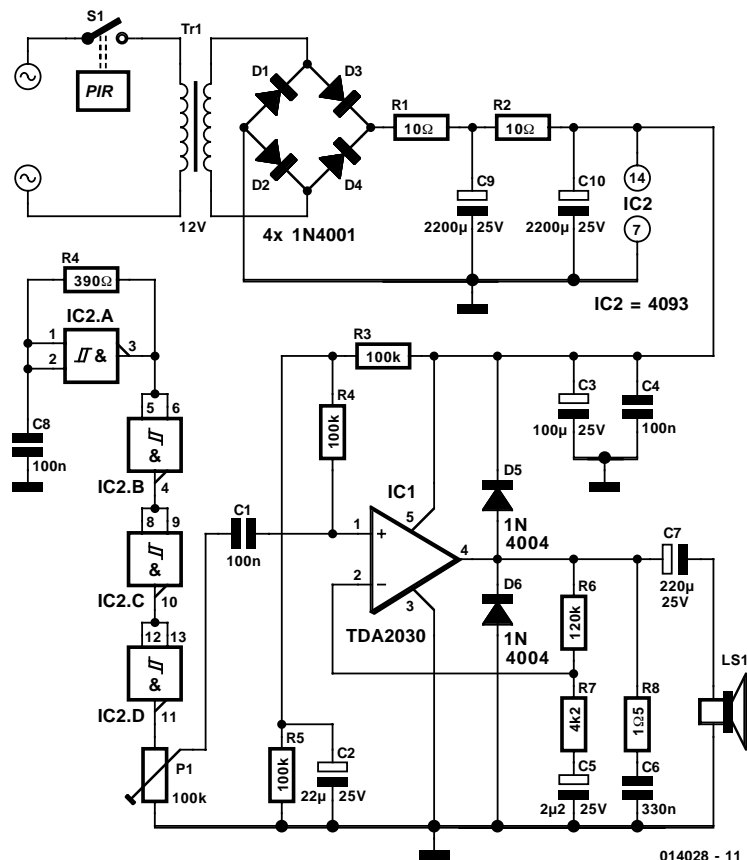 S1
Tr1
PIR
D1
D3
D2
D4
R1
10Ω
R2
10Ω
C9
2200µ 25V
C10
2200µ 25V
14
IC2
7
12V
4x 1N4001
IC2 = 4093
R4
390Ω
IC2.A
1
2
&
3
C8
100n
5 6
&
IC2.B
4
8 9
&
IC2.C
10
12 13
&
IC2.D
11
P1
100k
R3
100k
R4
100k
C1
100n
IC1
1
+
2
−
5
3
4
TDA2030
D5
1N
4004
D6
1N
4004
C3
100µ 25V
C4
100n
C7
220µ
25V
R6
120k
R7
4k2
R8
1Ω5
C5
2µ2 25V
C6
330n
LS1
R5
100k
C2
22µ 25V
014028 - 11